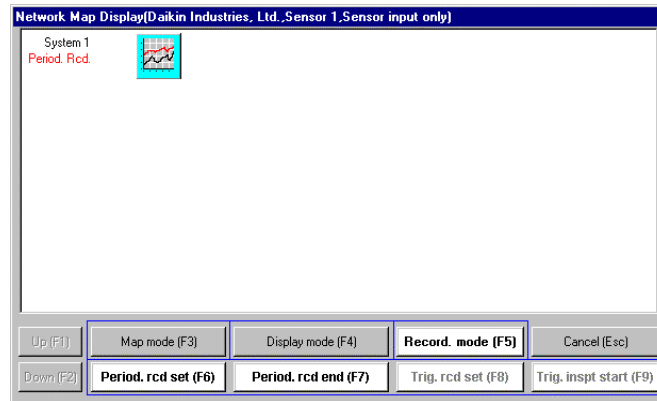 Network Map Display(Daikin Industries, Ltd.,Sensor 1,Sensor input only)
System 1
Period. Rcd.
Up (F1)
Map mode (F3)
Display mode (F4)
Record. mode (F5)
Cancel (Esc)
Down (F2)
Period. rcd set (F6)
Period. rcd end (F7)
Trig. rcd set (F8)
Trig. inspt start (F9)